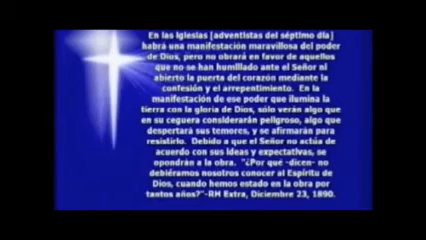 En las iglesias [adventistas del séptimo día]
habrá una manifestación maravillosa del poder
de Dios, pero no obrará en favor de aquellos
que no se han humillado ante el Señor ni
abierto la puerta del corazón mediante la
confesión y el arrepentimiento. En la
manifestación de ese poder que ilumina la
tierra con la gloria de Dios, sólo verán algo que
en su ceguera considerarán peligroso, algo que
despertará sus temores, y se afirmarán para
resistirlo. Debido a que el Señor no actúa de
acuerdo con sus ideas y expectativas, se
opondrán a la obra. "¿Por qué -dicen- no
debiéramos nosotros conocer al Espíritu de
Dios, cuando hemos estado en la obra por
tantos años?"-RH Extra, Diciembre 23, 1890.